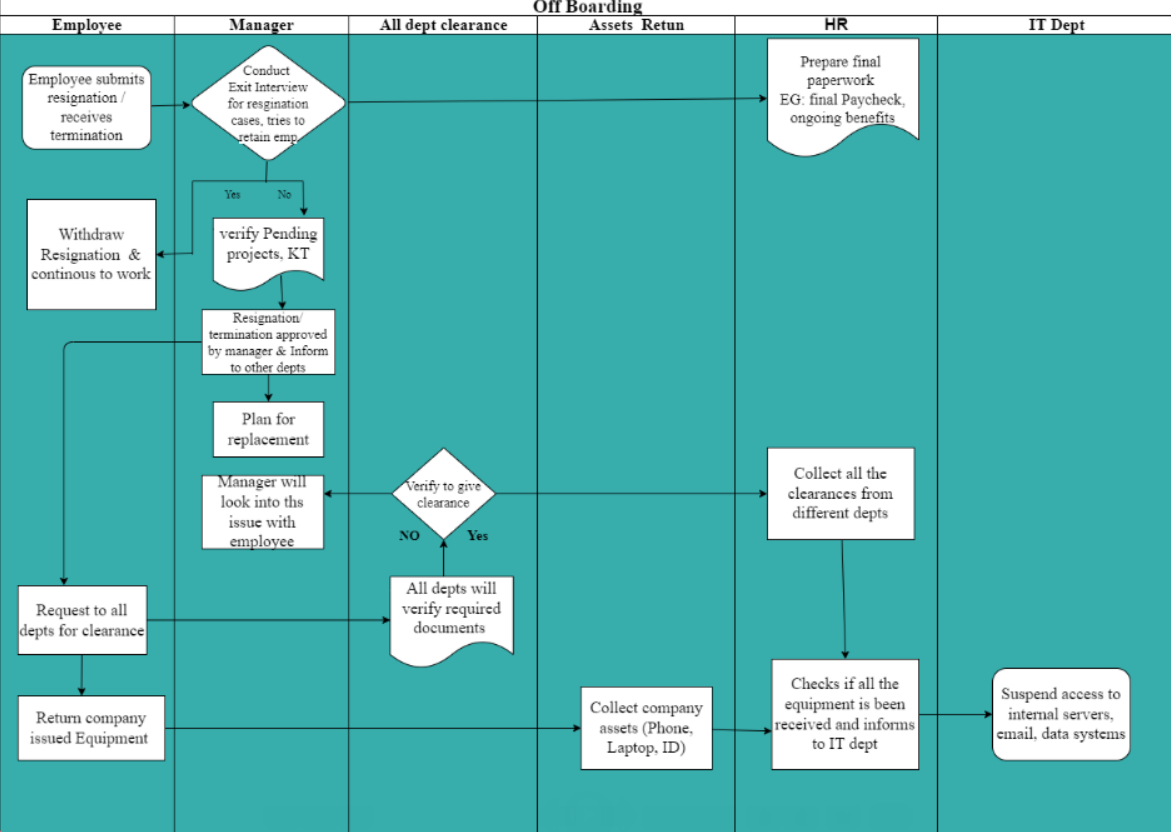 Off Boarding
Employee
Manager
All dept clearance
Assets Retun
HR
IT Dept
Employee submits
resignation /
receives
termination
Conduct
Exit Interview
for resgination
cases, tries to
retain emp
Prepare final
paperwork
EG: final Paycheck,
ongoing benefits
Yes
No
Withdraw
Resignation &
continous to work
verify Pending
projects, KT
Resignation/
termination approved
by manager & Inform
to other depts
Plan for
replacement
Manager will
look into ths
issue with
employee
Verify to give
clearance
NO
Yes
Collect all the
clearances from
different depts
Request to all
depts for clearance
All depts will
verify required
documents
Return company
issued Equipment
Collect company
assets (Phone,
Laptop, ID)
Checks if all the
equipment is been
received and informs
to IT dept
Suspend access to
internal servers,
email, data systems